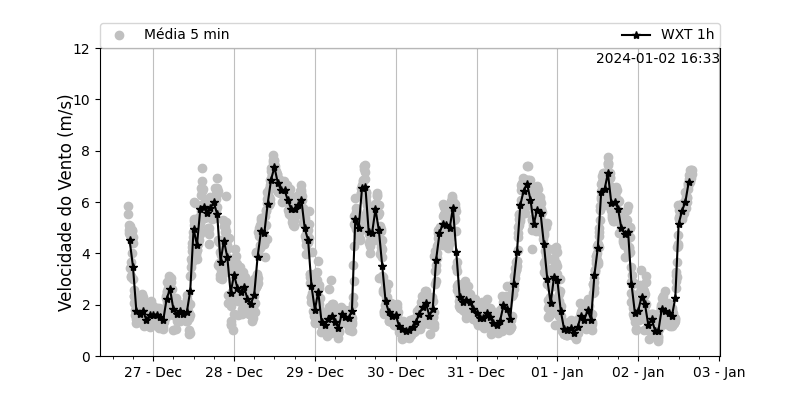 Média 5 min WXT 1h
2024-01-02 16:33
Velocidade do Vento (m/s)
12
10
8
6
4
2
0
27 - Dec 28 - Dec 29 - Dec 30 - Dec 31 - Dec 01 - Jan 02 - Jan 03 - Jan